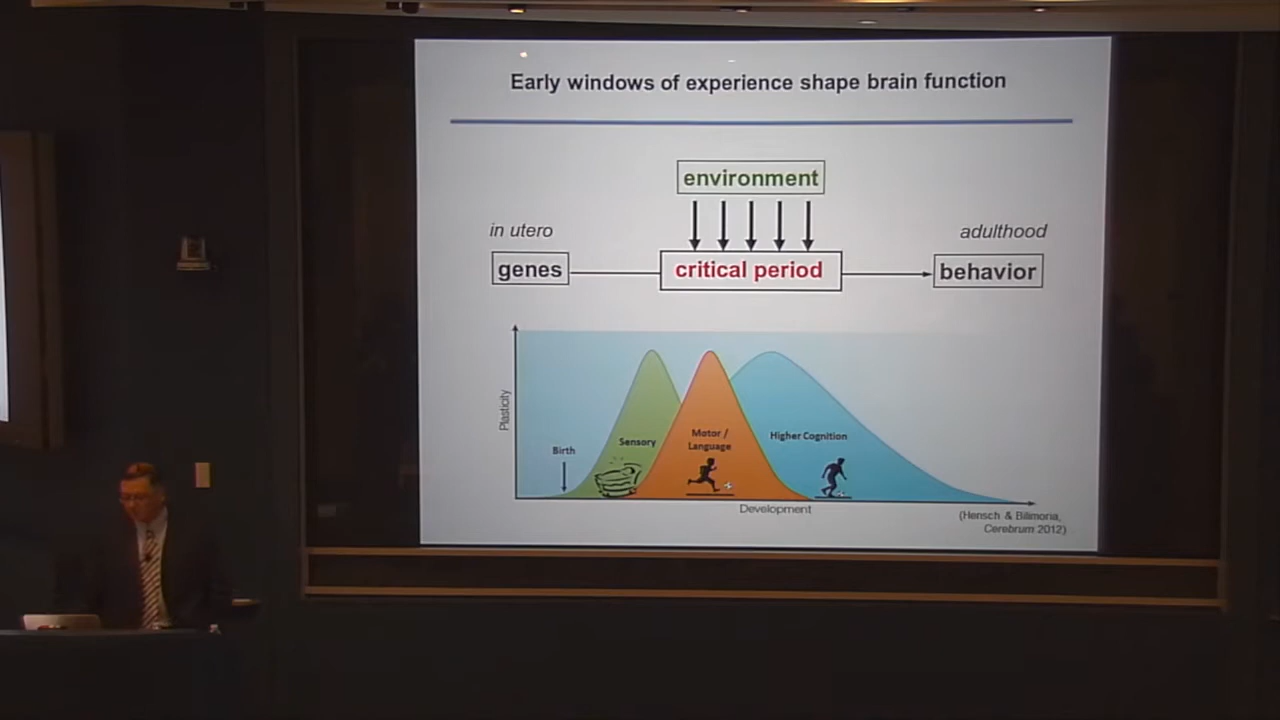 Early windows of experience shape brain function
environment
in utero
adulthood
genes
critical period
behavior
Plasticity
Birth
Sensory
Motor /
Language
Higher Cognition
Development
(Hensch & Bilimoria,
Cerebrum 2012)